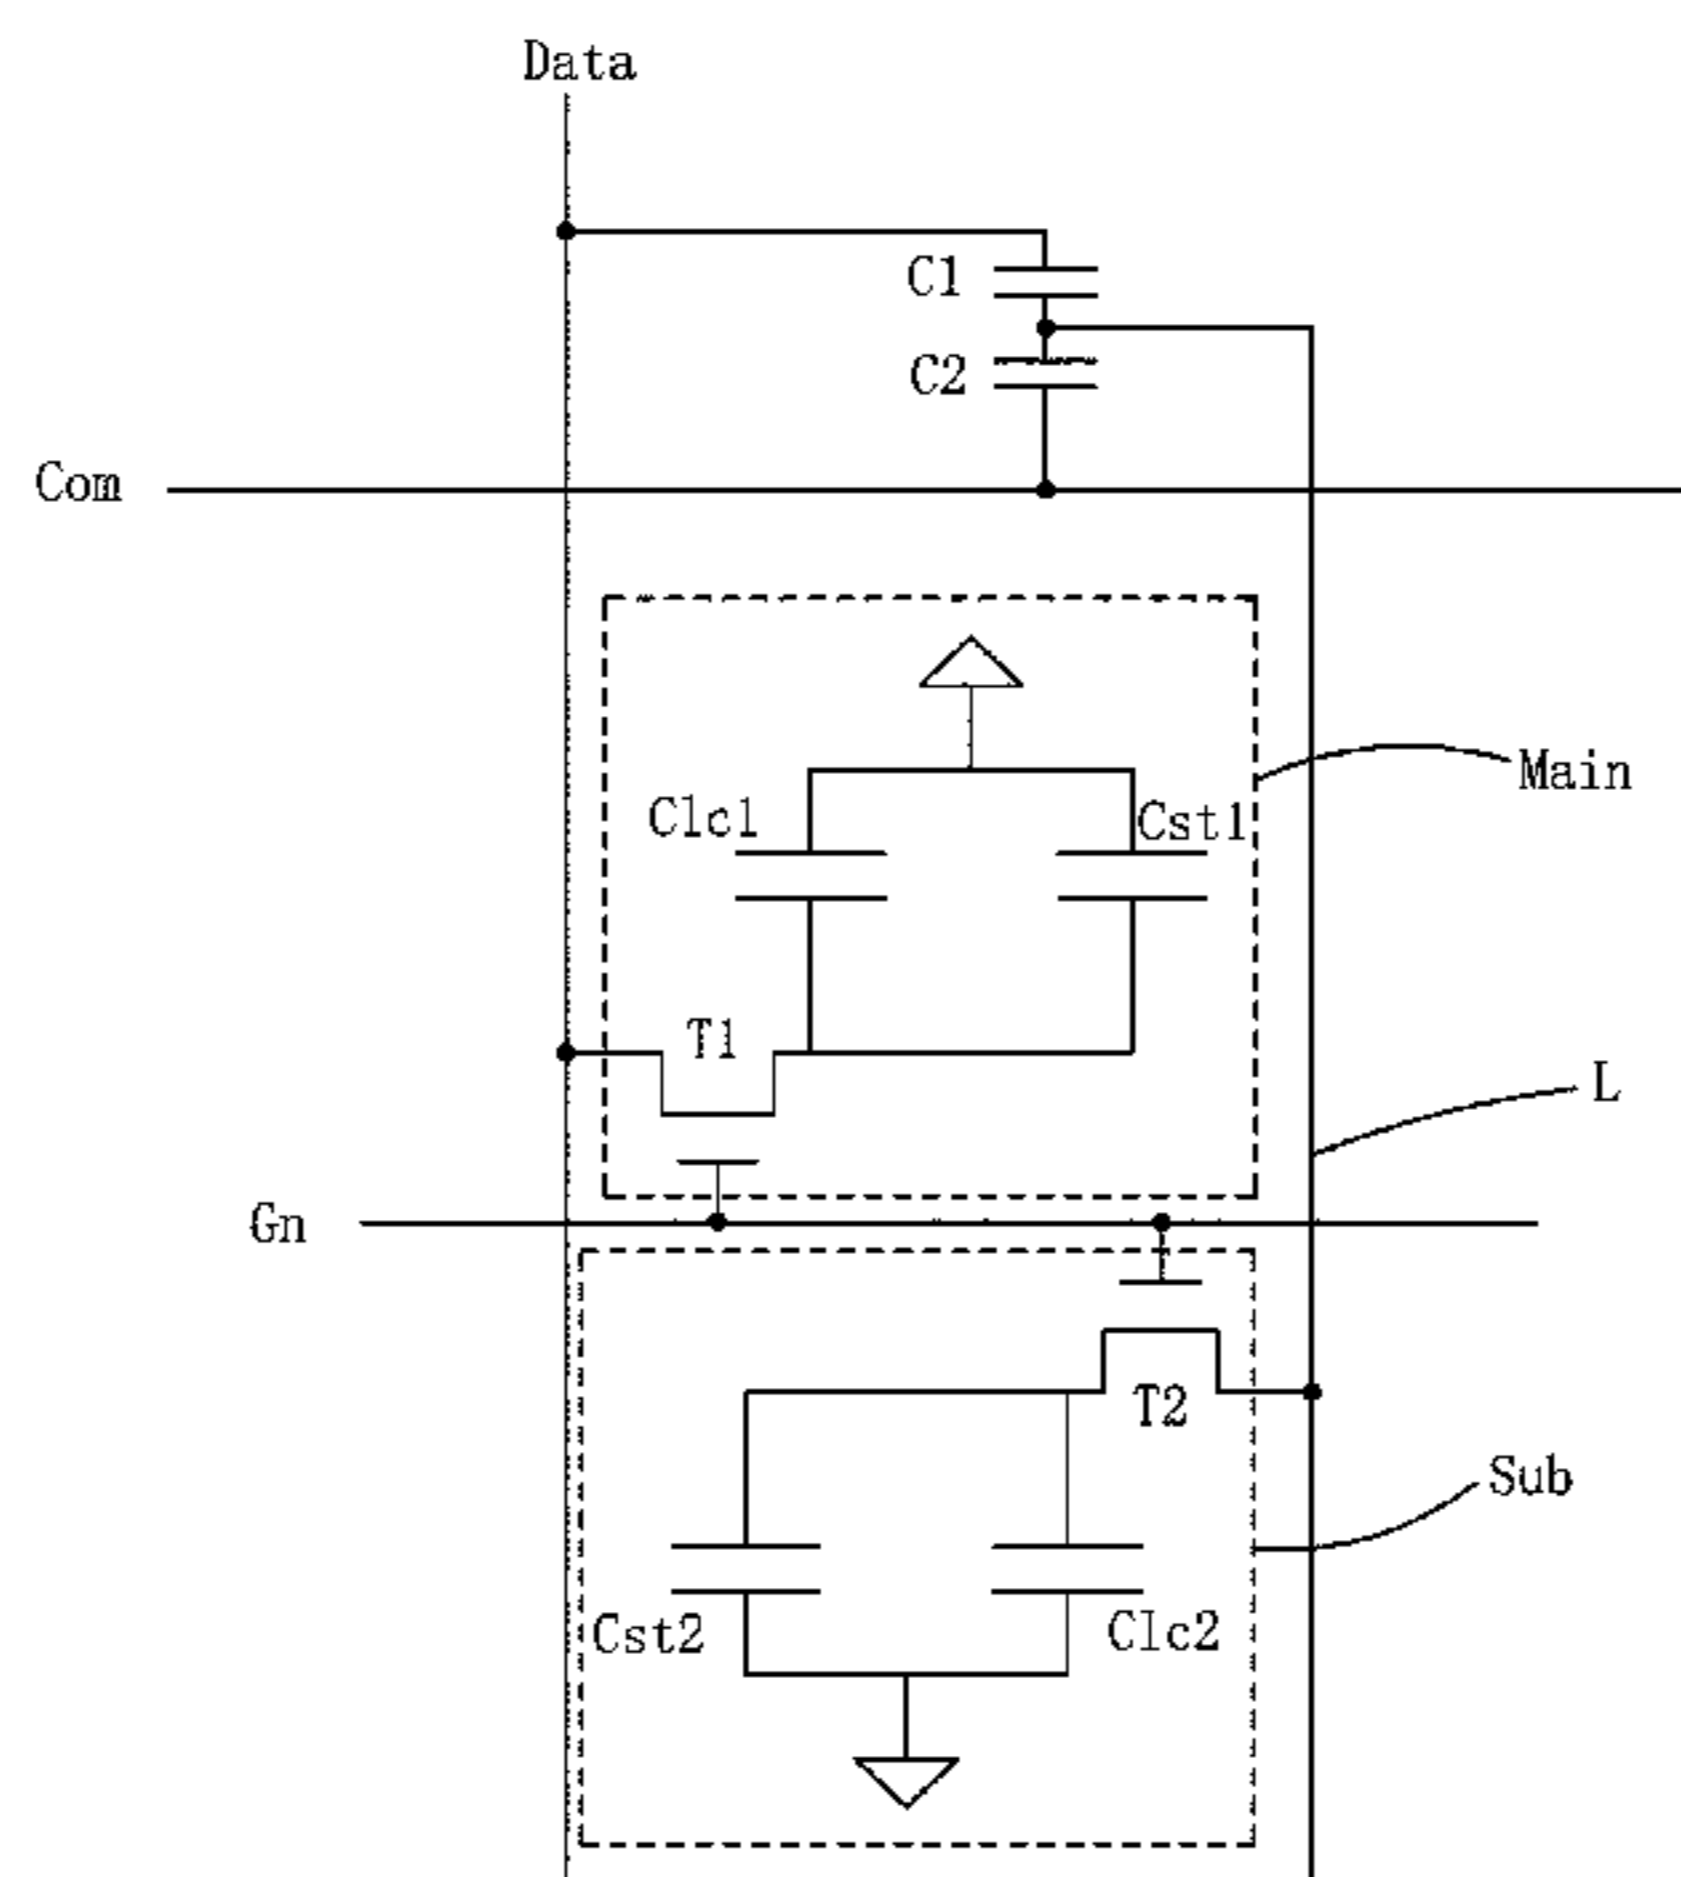 Data
C1
C2
Com
Main
Clc1
Cst1
T1
L
Gn
T2
Sub
Cst2
Clc2